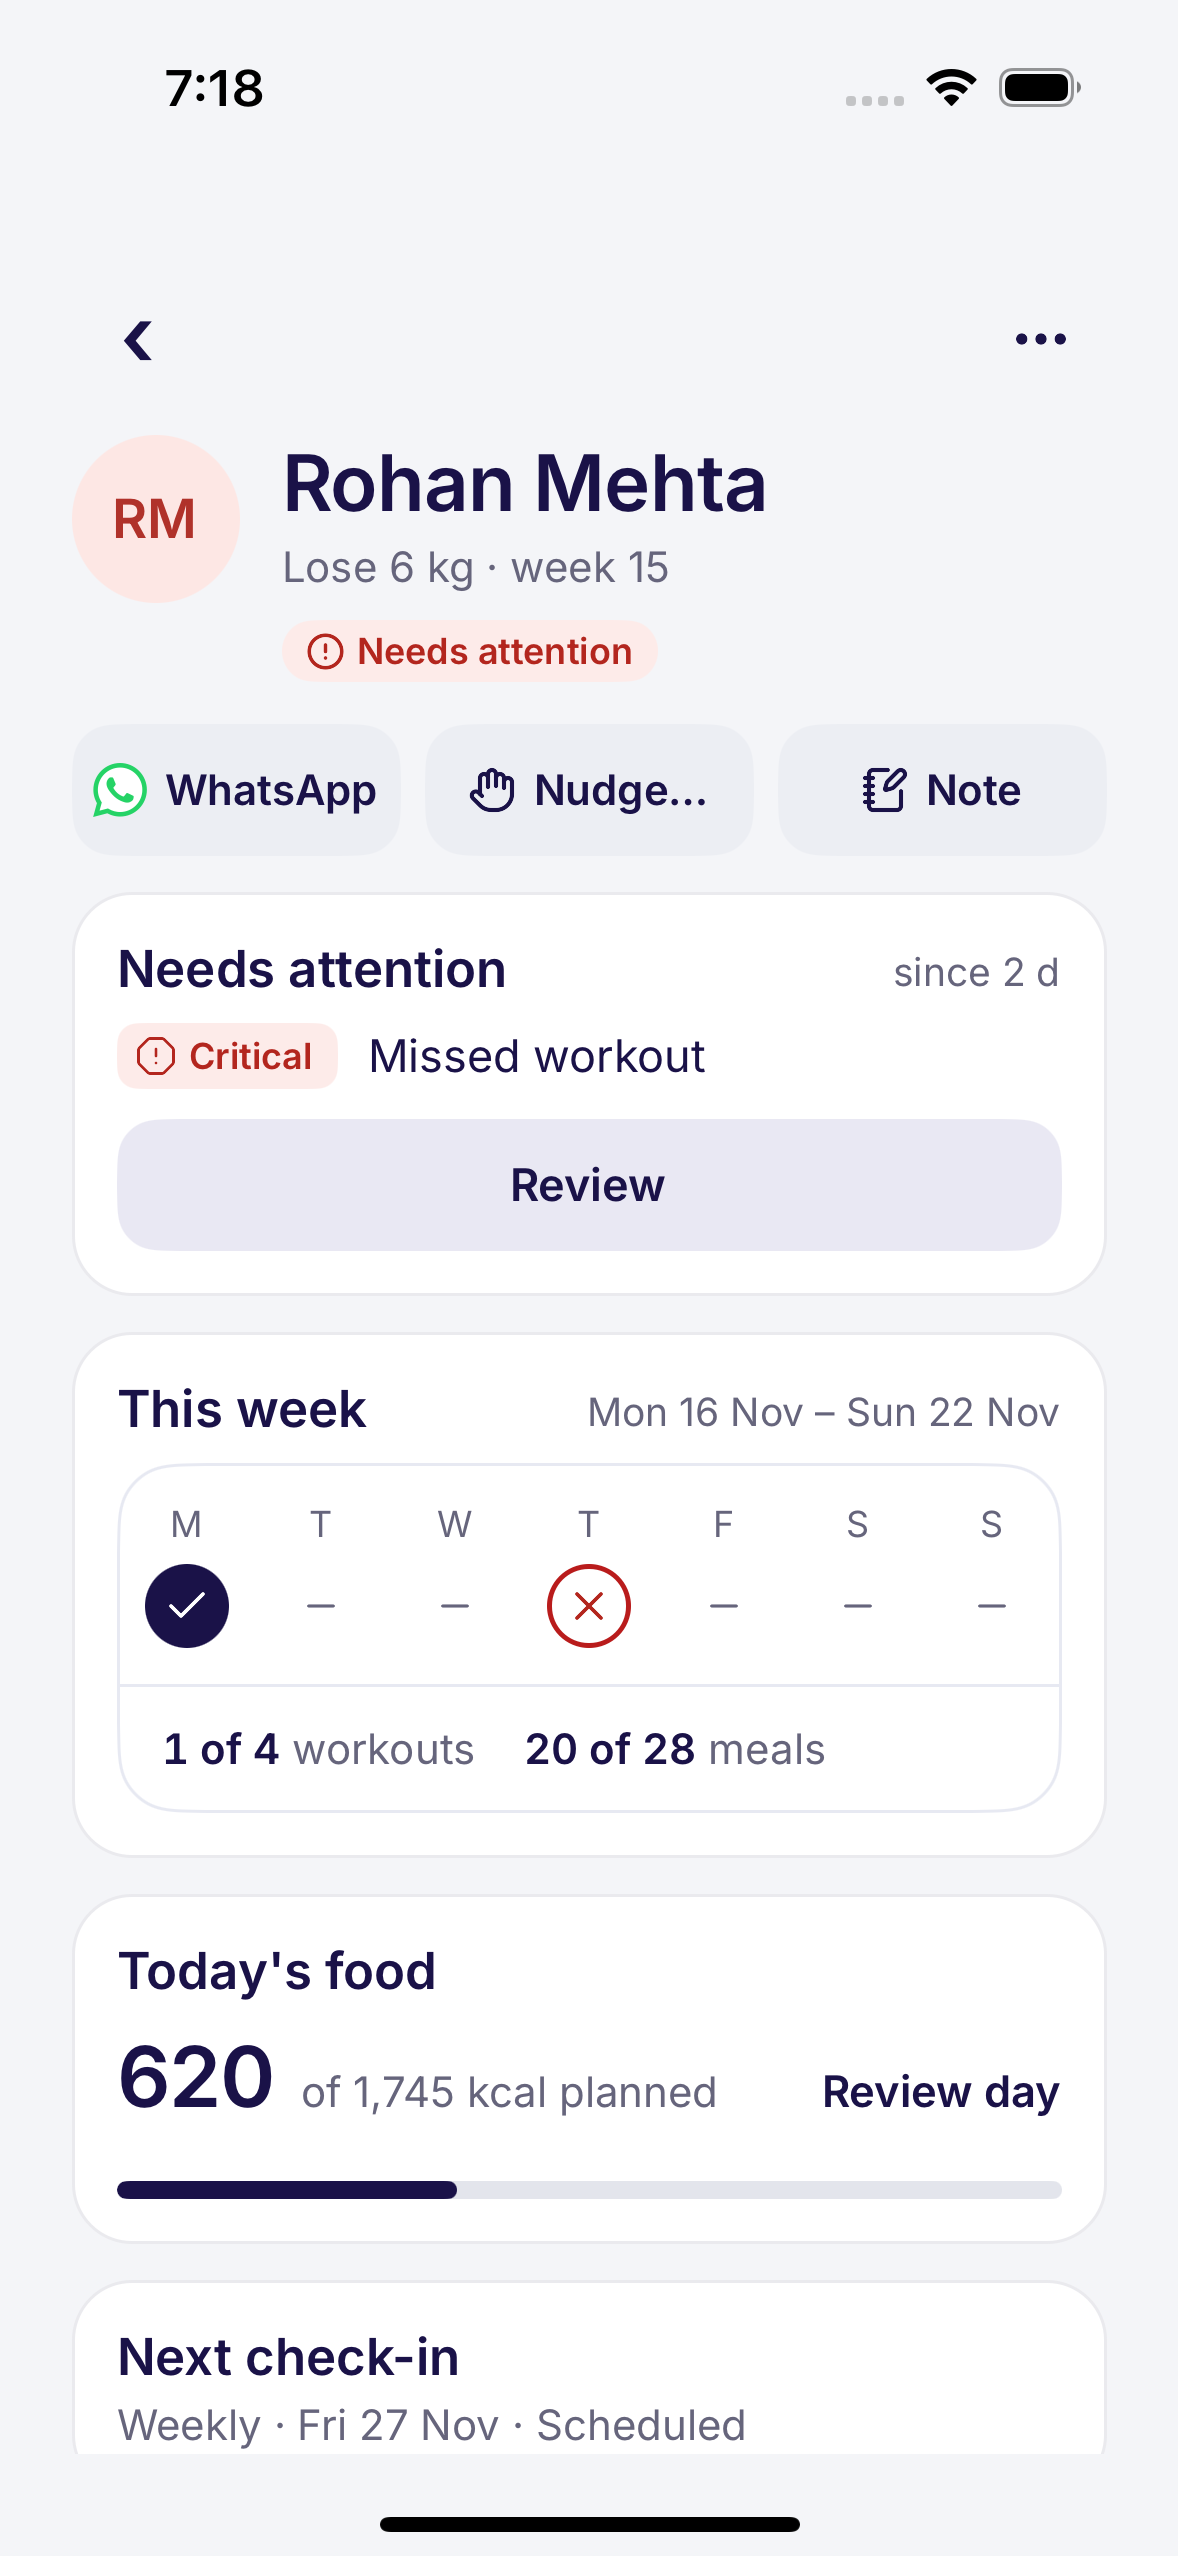 7:18
RM
Rohan Mehta
Lose 6 kg · week 15
Needs attention
WhatsApp
Nudge...
Note
Needs attention
since 2 d
Critical
Missed workout
Review
This week
Mon 16 Nov – Sun 22 Nov
M T W T F S S
1 of 4 workouts 20 of 28 meals
Today's food
620 of 1,745 kcal planned
Review day
Next check-in
Weekly · Fri 27 Nov · Scheduled